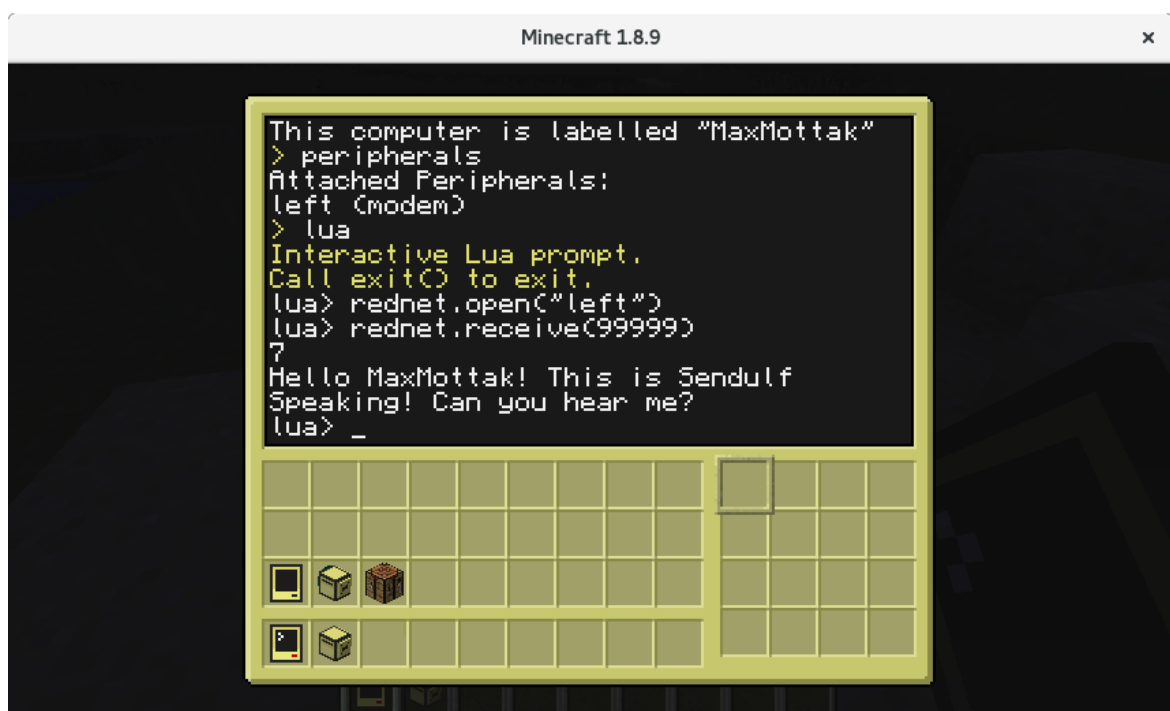 Minecraft 1.8.9
×
This computer is labelled "MaxMottak"
> peripherals
Attached Peripherals:
left (modem)
> lua
Interactive Lua prompt.
Call exit() to exit.
lua> rednet.open("left")
lua> rednet.receive(99999)
7
Hello MaxMottak! This is Sendulf
Speaking! Can you hear me?
lua> _